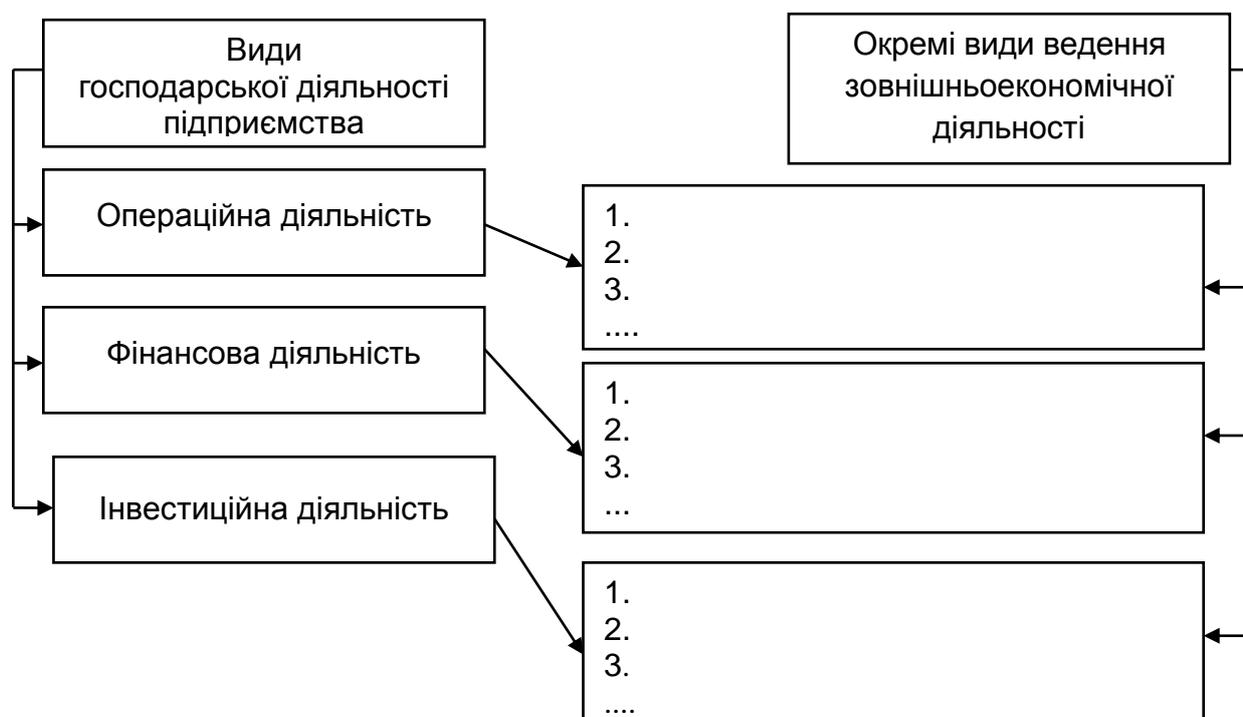 Види
господарської діяльності
підприємства
Окремі види ведення
зовнішньоекономічної
діяльності
Операційна діяльність
1.
2.
3.
....
Фінансова діяльність
1.
2.
3.
...
Інвестиційна діяльність
1.
2.
3.
....